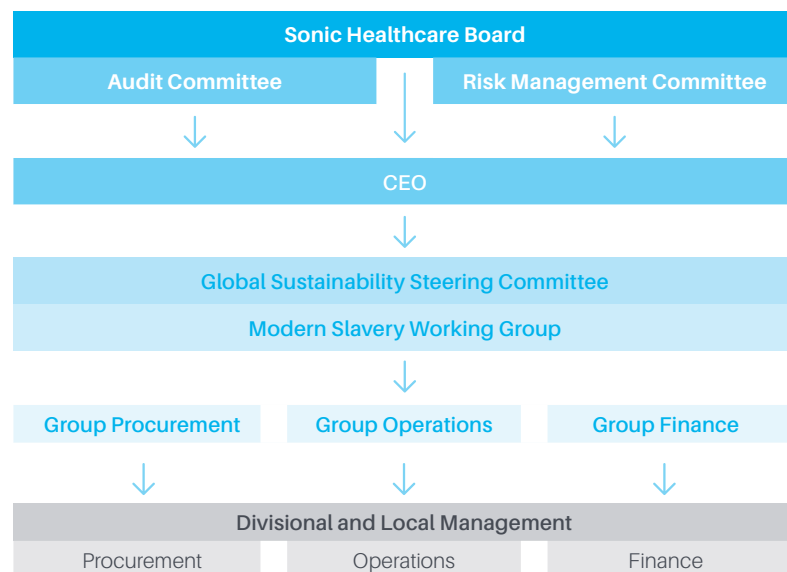 Sonic Healthcare Board
Audit Committee
Risk Management Committee
CEO
Global Sustainability Steering Committee
Modern Slavery Working Group
Group Procurement
Group Operations
Group Finance
Divisional and Local Management
Procurement
Operations
Finance